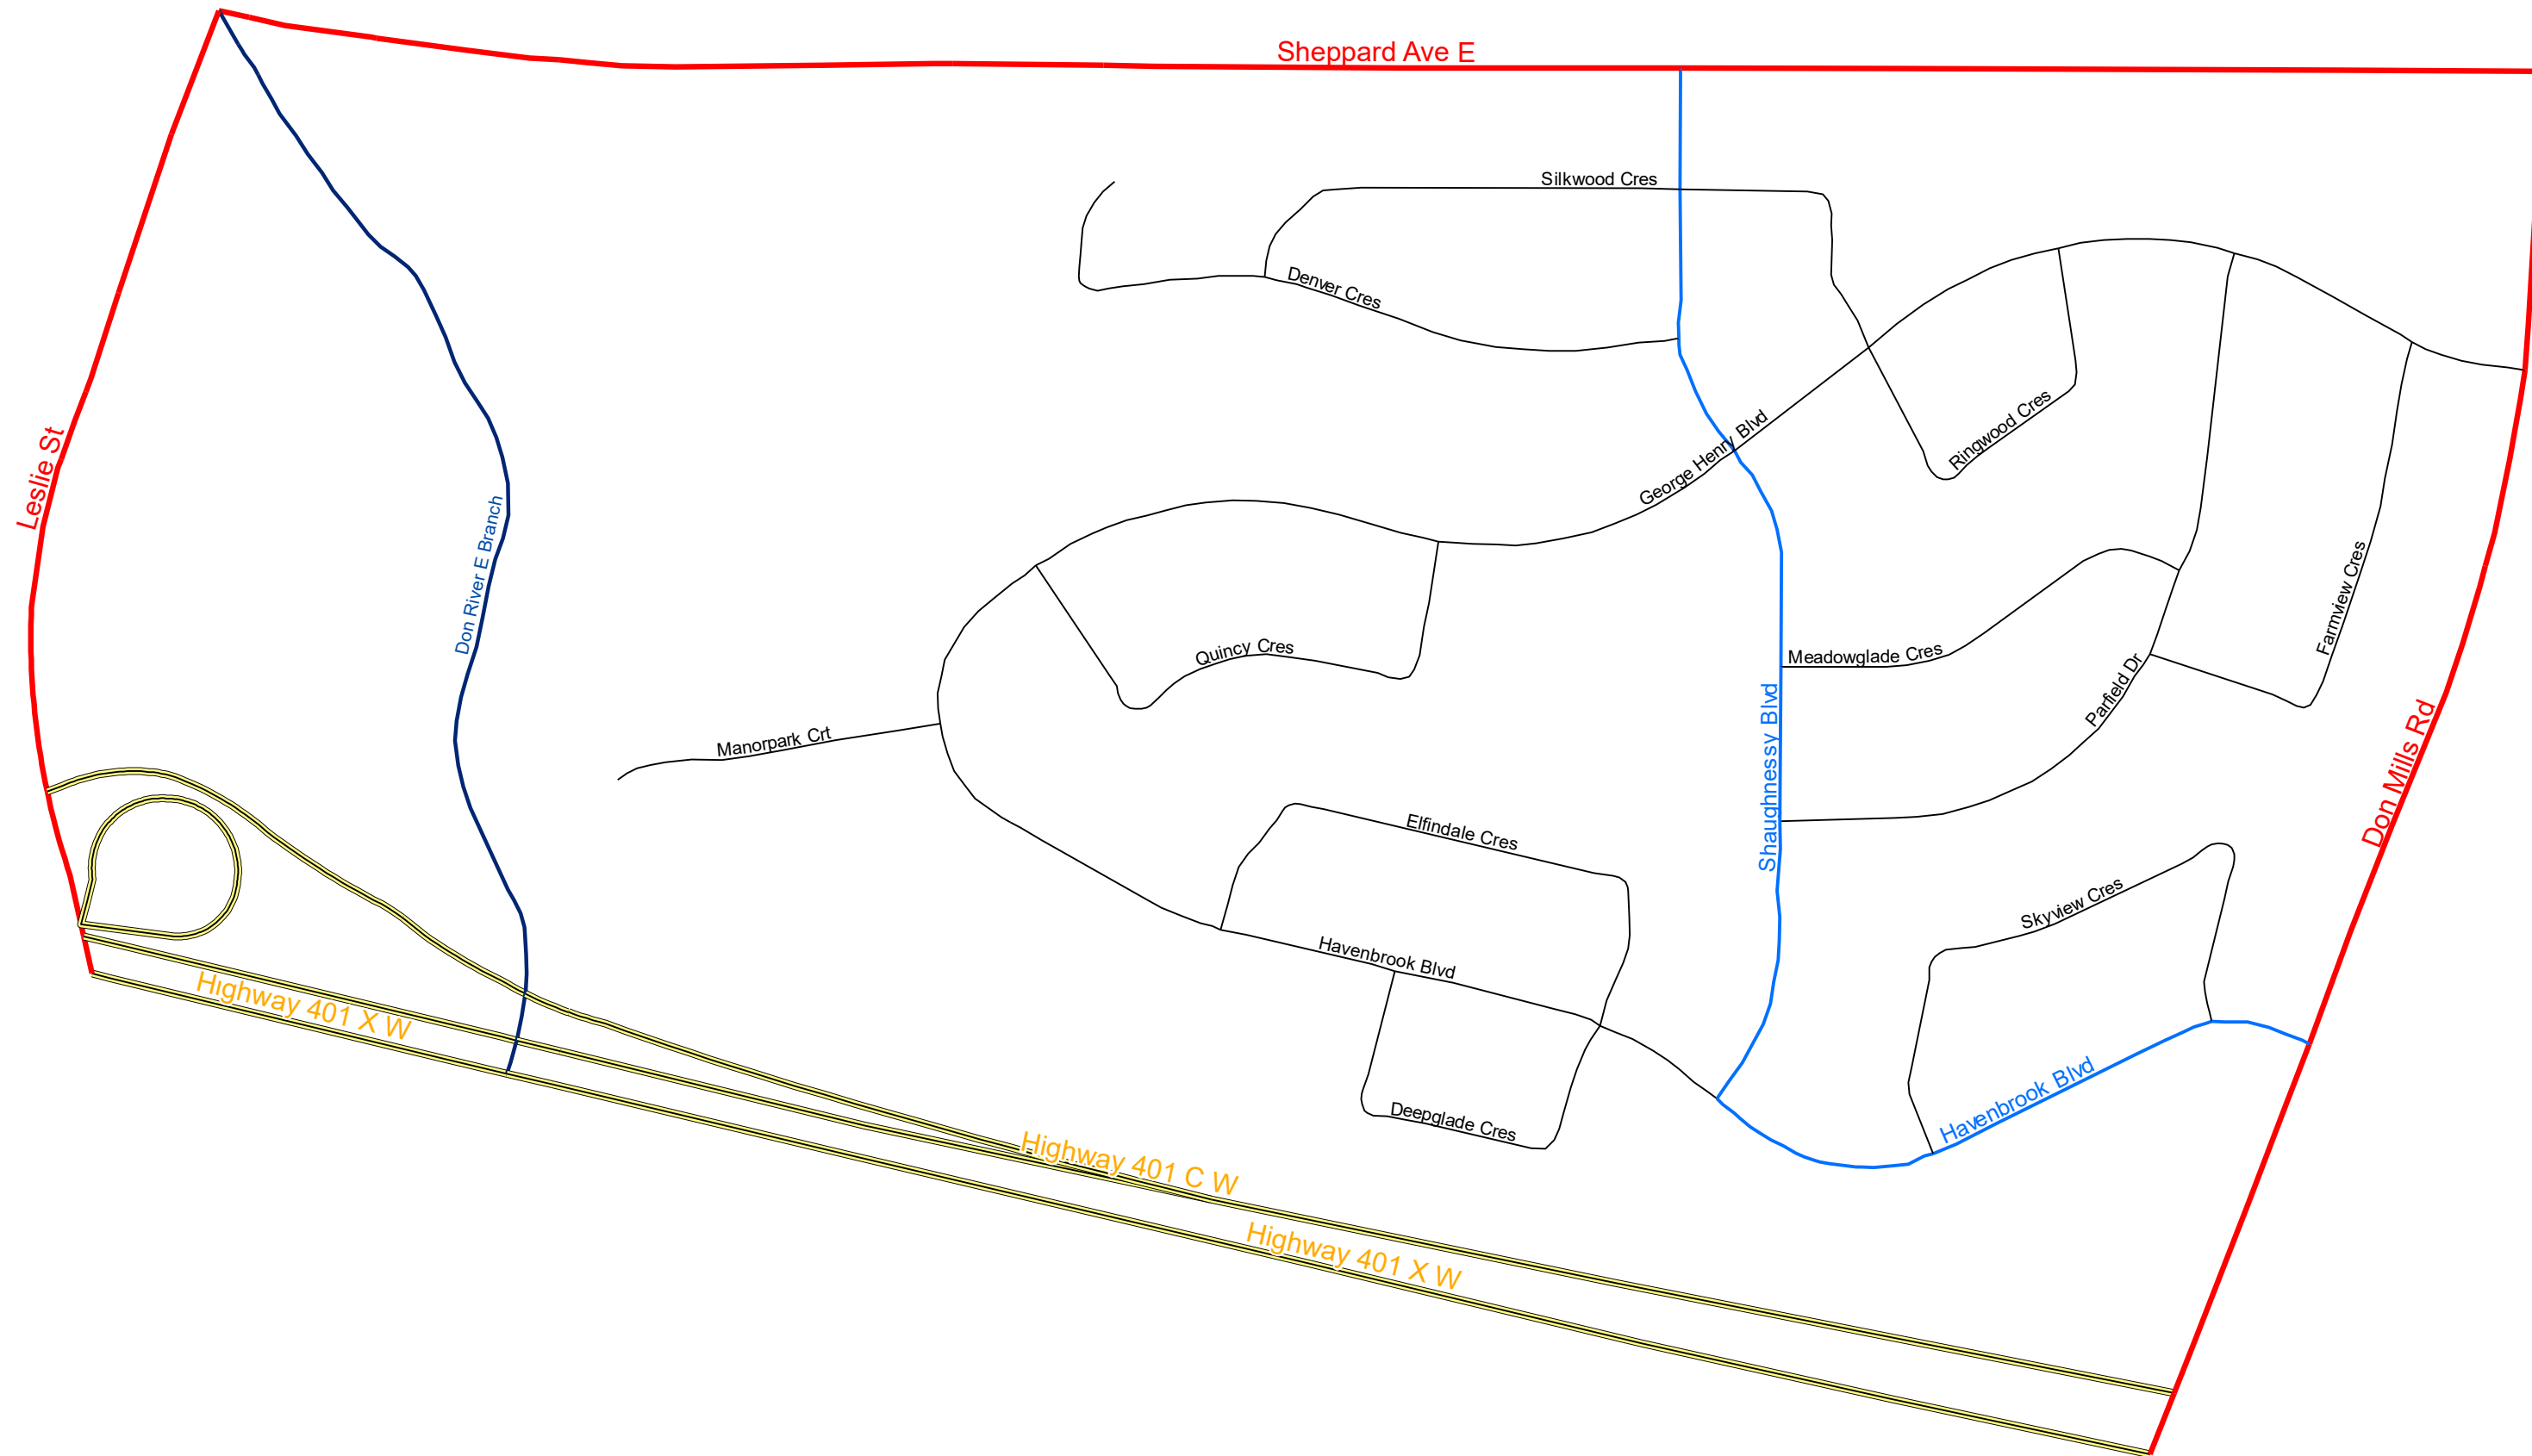 Sheppard Ave E
Silkwood Cres
Denver Cres
Leslie St
George Henry Blvd
Ringwood Cres
Don River E Branch
Farmview Cres
Quincy Cres
Meadowglade Cres
Parfield Dr
Manorpark Crt
Shaughnessy Blvd
Don Mills Rd
Elfindale Cres
Skyview Cres
Havenbrook Blvd
Highway 401 X W
Deepglade Cres
Havenbrook Blvd
Highway 401 C W
Highway 401 X W